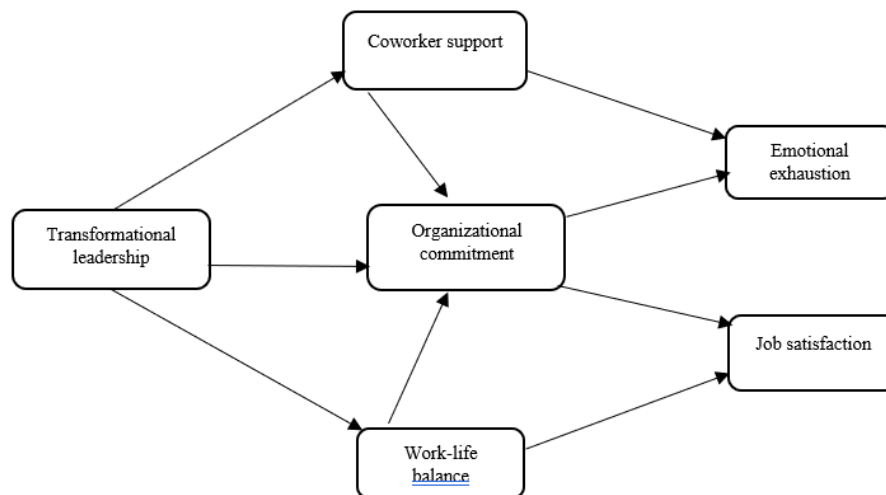 Coworker support
Emotional
exhaustion
Transformational
leadership
Organizational
commitment
Job satisfaction
Work-life
balance